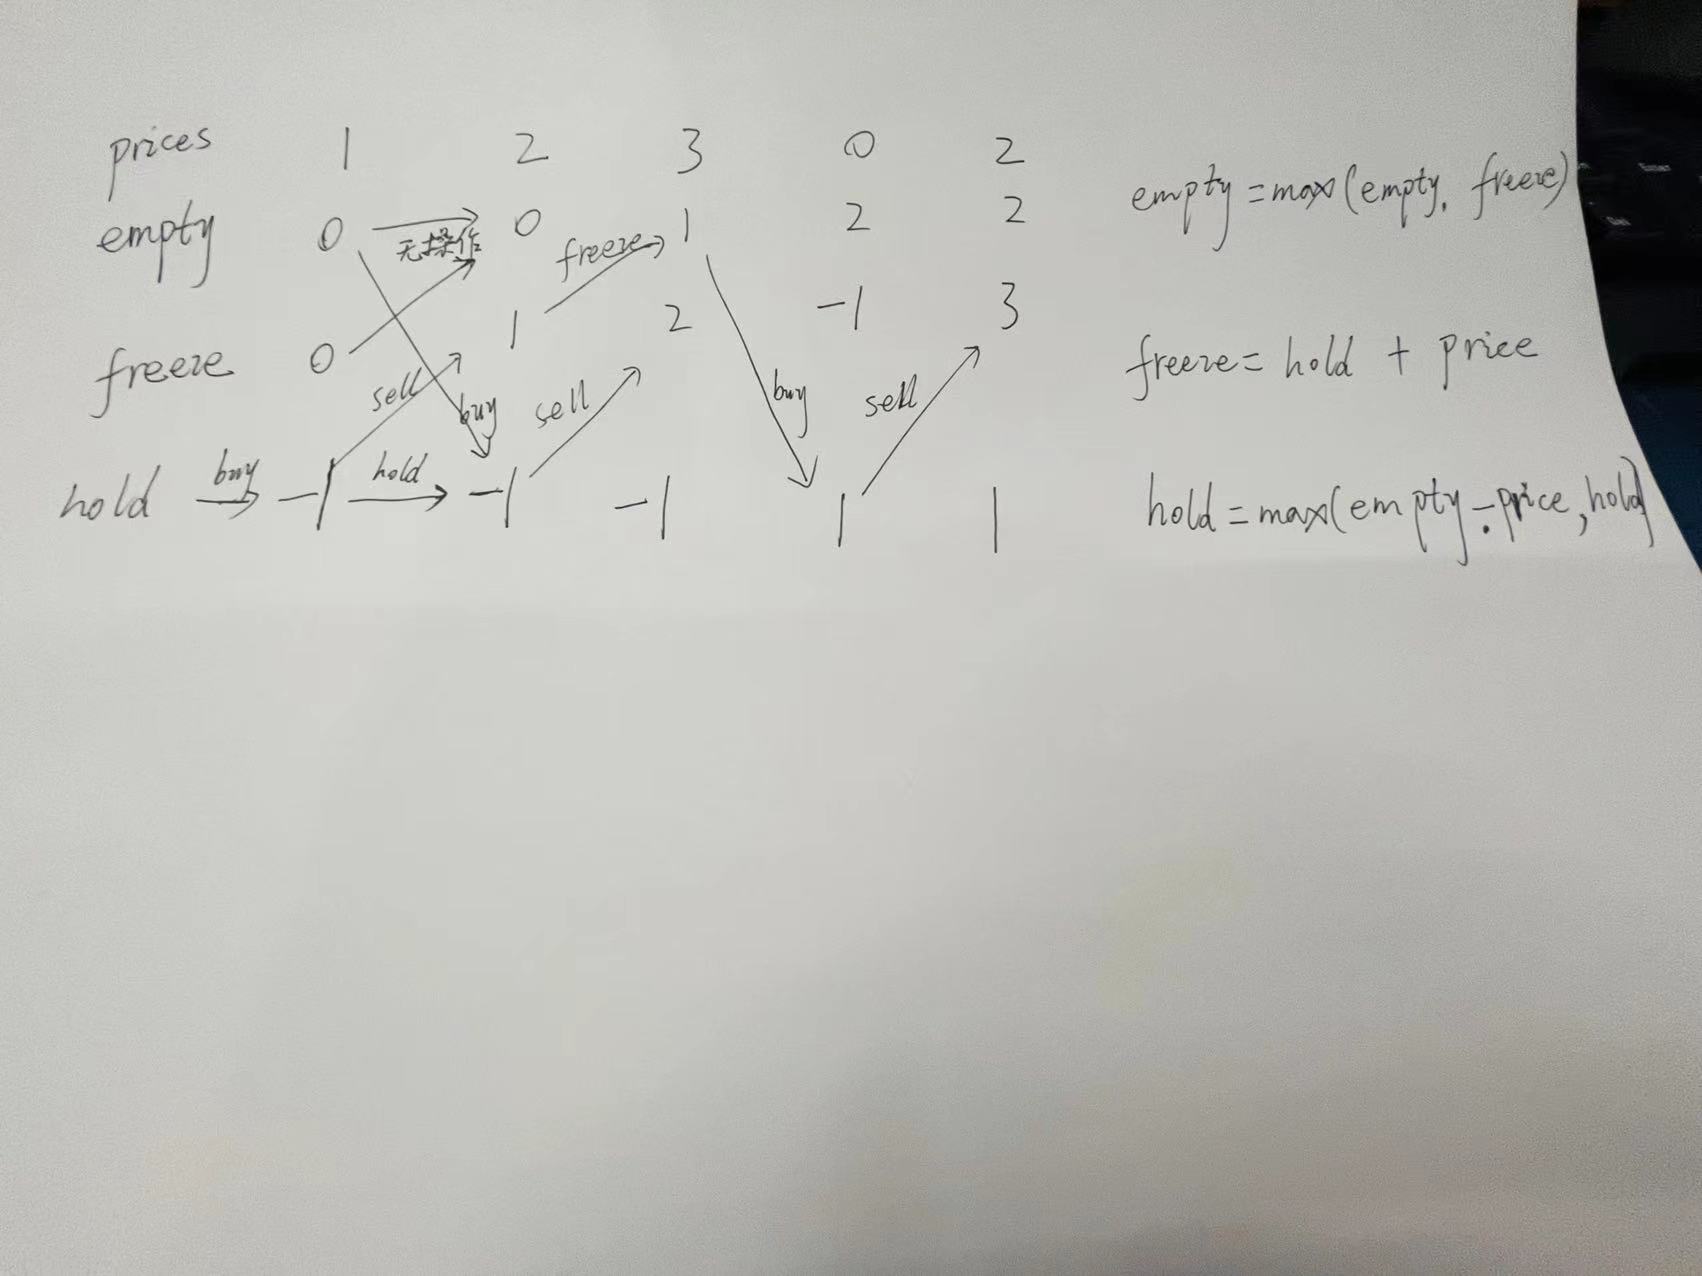 prices 1 2 3 0 2
empty = max(empty, freeze)
empty 0 0 1 2 2
无操作 freeze
1 2 -1 3
freeze 0 freeze = hold + price
sell buy sell buy sell
hold buy -1 hold -1 -1 1 1 hold = max(empty - price, hold)